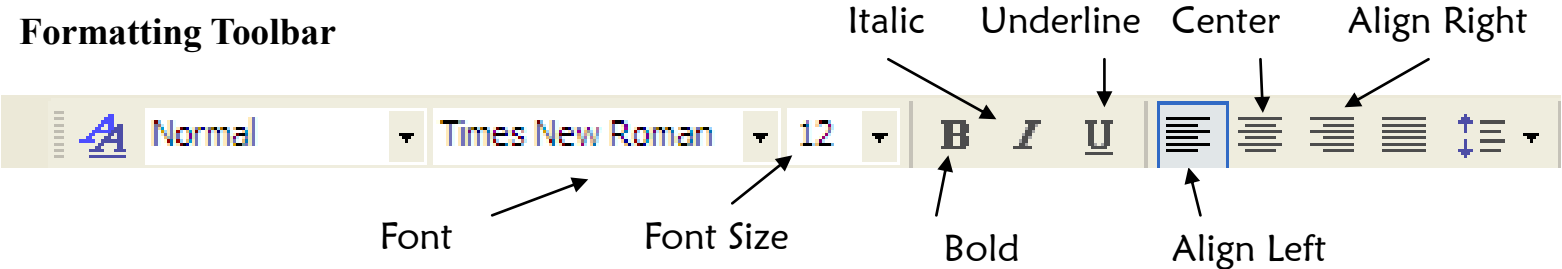 Italic Underline Center Align Right
Formatting Toolbar
Normal Times New Roman 12 B I U
Font Font Size Bold Align Left